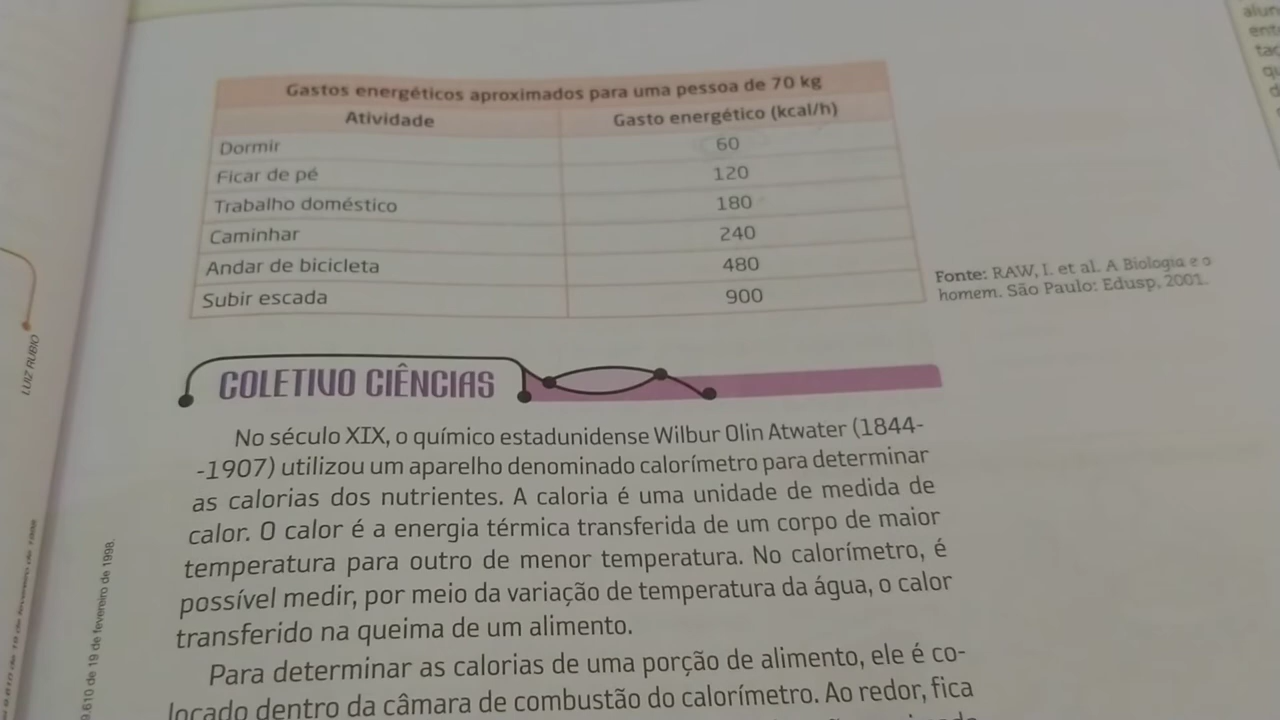 Gastos energéticos aproximados para uma pessoa de 70 kg
Atividade Gasto energético (kcal/h)
Dormir 60
Ficar de pé 120
Trabalho doméstico 180
Caminhar 240
Andar de bicicleta 480
Subir escada 900
Fonte: RAW, I. et al. A Biologia e o
homem. São Paulo: Edusp, 2001.
COLETIVO CIÊNCIAS
No século XIX, o químico estadunidense Wilbur Olin Atwater (1844-
-1907) utilizou um aparelho denominado calorímetro para determinar
as calorias dos nutrientes. A caloria é uma unidade de medida de
calor. O calor é a energia térmica transferida de um corpo de maior
temperatura para outro de menor temperatura. No calorímetro, é
possível medir, por meio da variação de temperatura da água, o calor
transferido na queima de um alimento.
Para determinar as calorias de uma porção de alimento, ele é co-
locado dentro da câmara de combustão do calorímetro. Ao redor, fica
LUIZ RUBIO
9.610 de 19 de fevereiro de 1998.